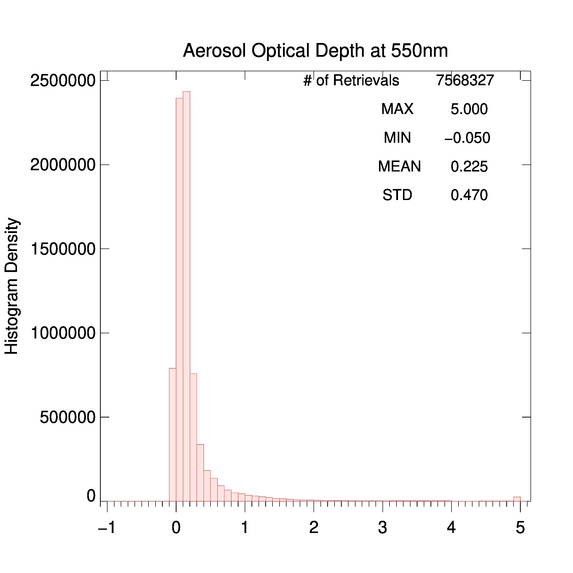 Aerosol Optical Depth at 550nm
# of Retrievals 7568327
MAX 5.000
MIN −0.050
MEAN 0.225
STD 0.470
Histogram Density
2500000
2000000
1500000
1000000
500000
0
−1 0 1 2 3 4 5